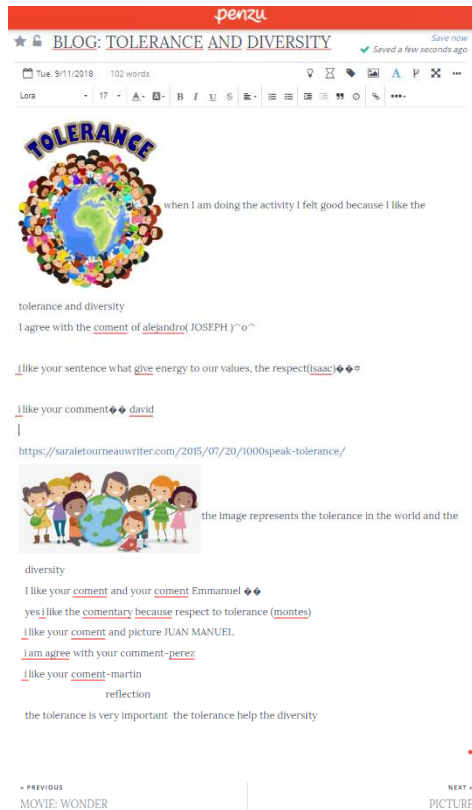 penzu
BLOG: TOLERANCE AND DIVERSITY
Save now
Saved a few seconds ago
Tue. 9/11/2018 102 words
Lora 17 A A B I U S
TOLERANCE
when I am doing the activity I felt good because I like the
tolerance and diversity
I agree with the coment of alejandro( JOSEPH )^o^
i like your sentence what give energy to our values, the respect(isaac)��✡
i like your comment�� david
https://saraletourneauwriter.com/2015/07/20/1000speak-tolerance/
the image represents the tolerance in the world and the
diversity
I like your coment and your coment Emmanuel ��
yes i like the comentary because respect to tolerance (montes)
i like your coment and picture JUAN MANUEL
i am agree with your comment-perez
i like your coment-martin
reflection
the tolerance is very important the tolerance help the diversity
« PREVIOUS
NEXT »
MOVIE: WONDER
PICTURE